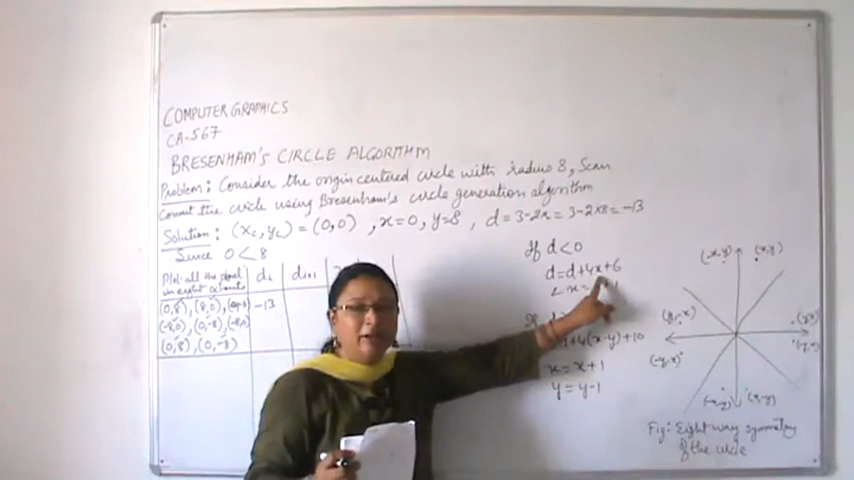 COMPUTER GRAPHICS
CA-567
BRESENHAM'S CIRCLE ALGORITHM
Problem: Consider the origin centered circle with radius 8, Scan
convert the circle using Bresenham's circle generation algorithm
Solution: (xc, yc) = (0,0) , x=0, y=8 , d = 3-2r = 3-2×8 = -13
Since 0<8
Plot all the pixel
in eight octants
di
di+1
(0,8), (8,0),
-13
(-8,0), (0,-8), (-8,0)
(0,8), (0,-8)
If d<0
d=d+4x+6
& x=
+4(x-y)+10
x=x+1
y=y-1
(-x,y)
(x,y)
(-y,-x)
(x,-y)
Fig: Eight way symmetry
of the circle